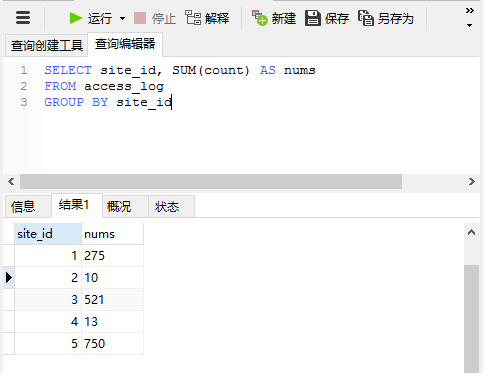 运行 停止 解释 新建 保存 另存为
查询创建工具 查询编辑器
1 SELECT site_id, SUM(count) AS nums
2 FROM access_log
3 GROUP BY site_id
信息 结果1 概况 状态
site_id nums
1 275
2 10
3 521
4 13
5 750